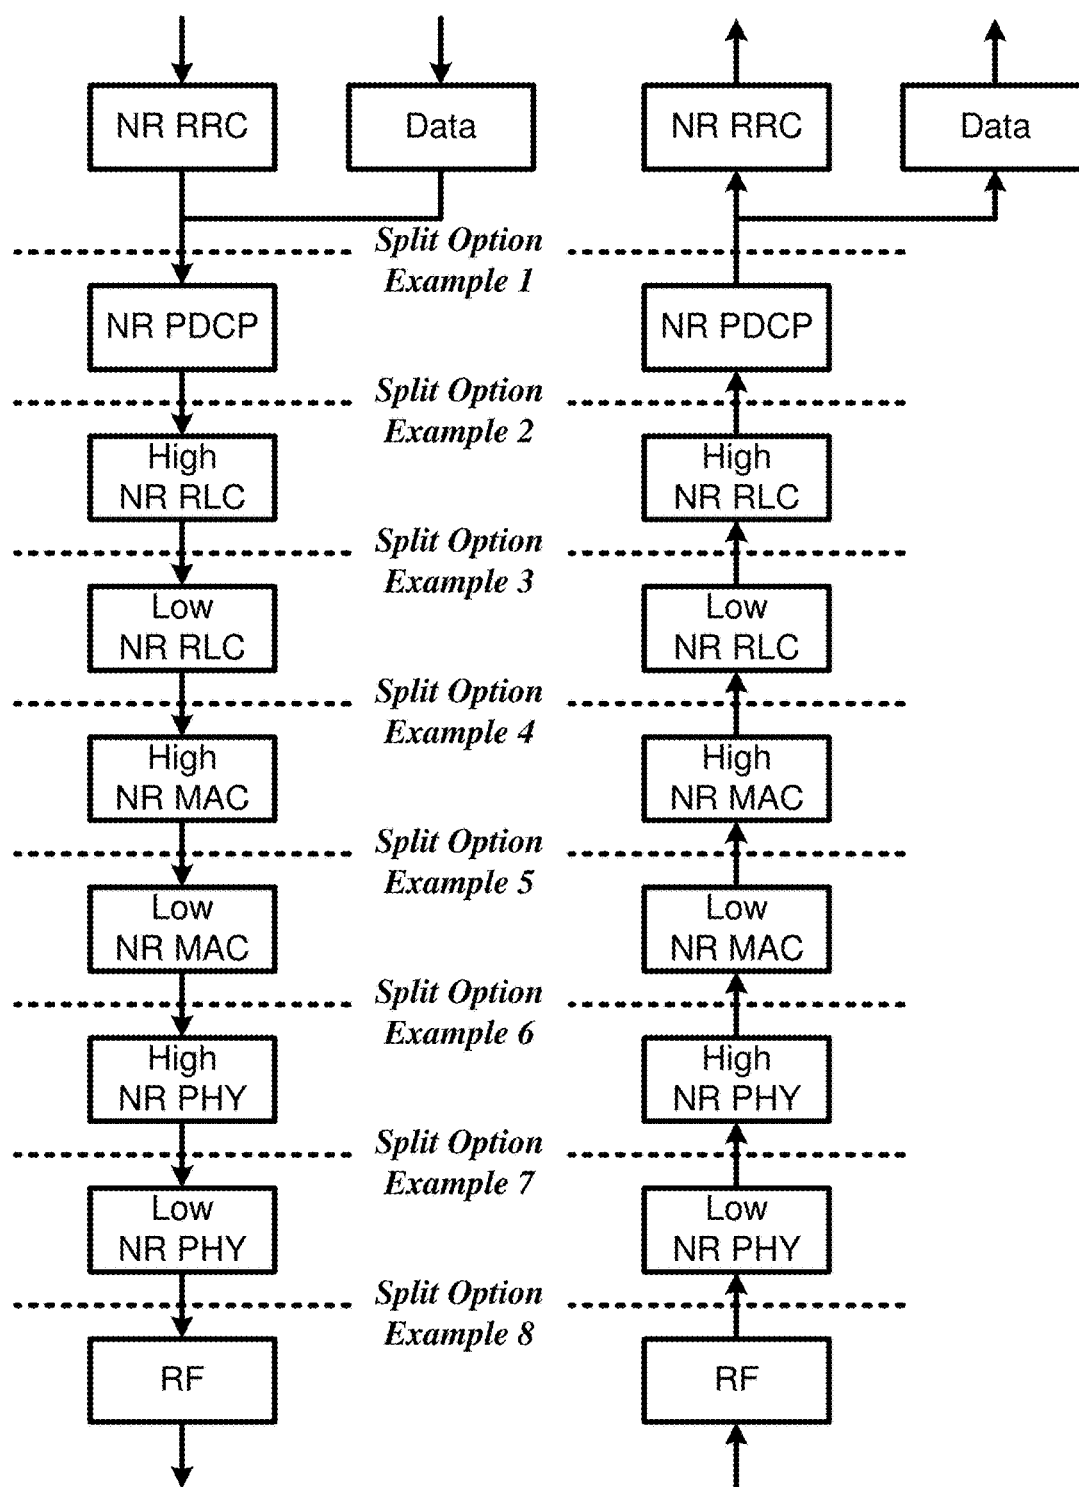 NR RRC
Data
NR RRC
Data
Split Option
Example 1
NR PDCP
NR PDCP
Split Option
Example 2
High
NR RLC
High
NR RLC
Split Option
Example 3
Low
NR RLC
Low
NR RLC
Split Option
Example 4
High
NR MAC
High
NR MAC
Split Option
Example 5
Low
NR MAC
Low
NR MAC
Split Option
Example 6
High
NR PHY
High
NR PHY
Split Option
Example 7
Low
NR PHY
Low
NR PHY
Split Option
Example 8
RF
RF